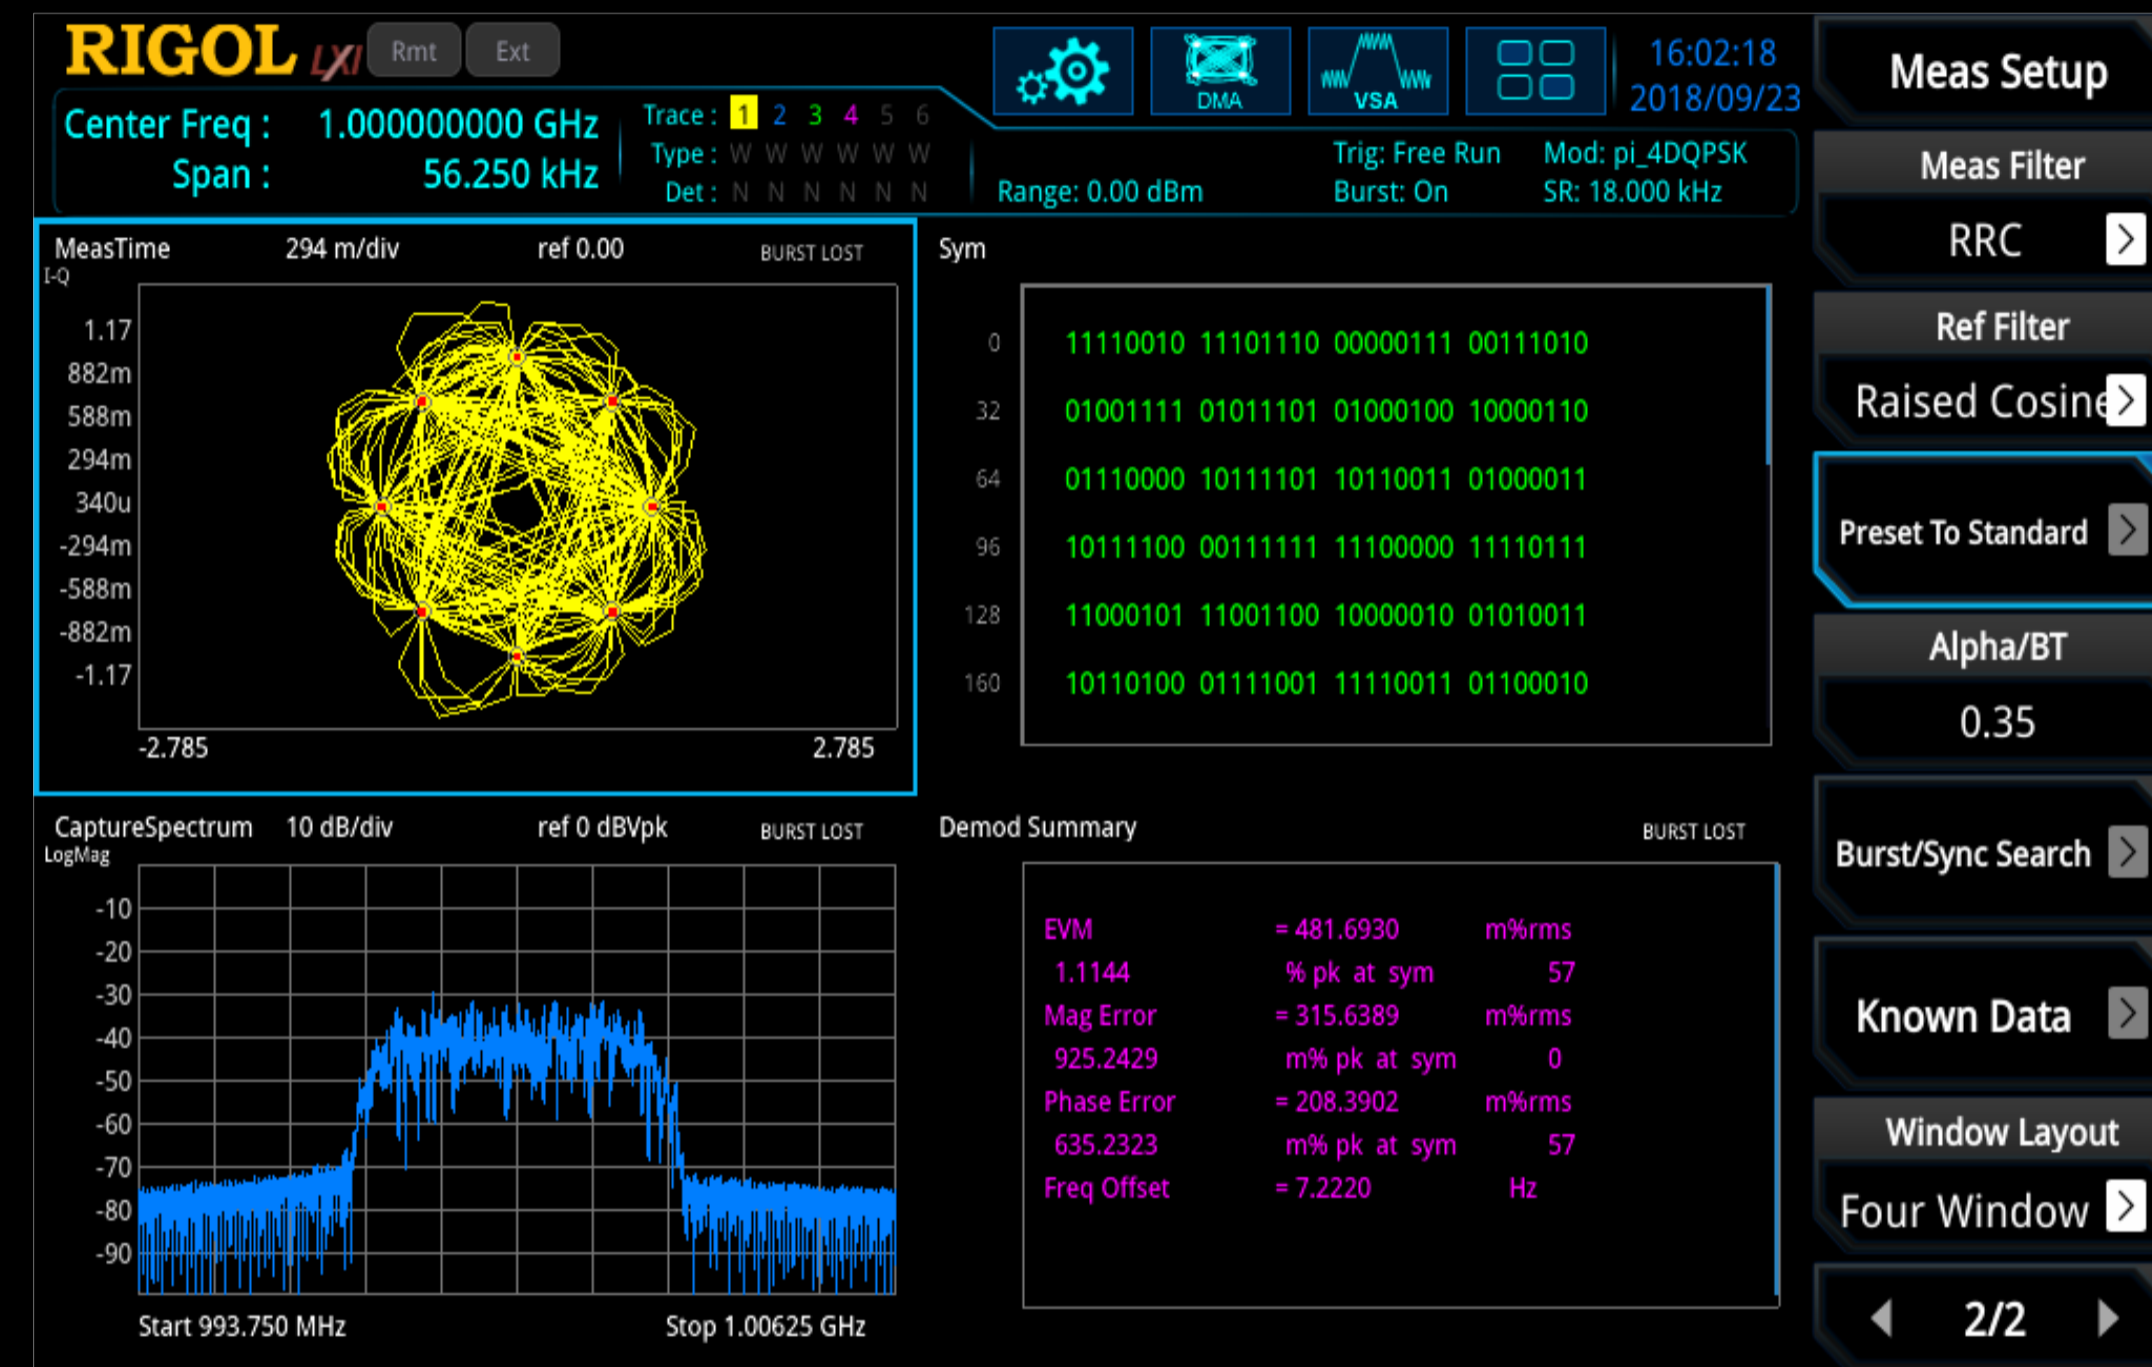 RIGOL LXI Rmt Ext
DMA
VSA
16:02:18
2018/09/23
Center Freq : 1.000000000 GHz
Span : 56.250 kHz
Trace : 1 2 3 4 5 6
Type : W W W W W W
Det : N N N N N N
Range: 0.00 dBm
Trig: Free Run
Burst: On
Mod: pi_4DQPSK
SR: 18.000 kHz
MeasTime 294 m/div ref 0.00 BURST LOST
I-Q
1.17
882m
588m
294m
340u
-294m
-588m
-882m
-1.17
-2.785 2.785
Sym
0 11110010 11101110 00000111 00111010
32 01001111 01011101 01000100 10000110
64 01110000 10111101 10110011 01000011
96 10111100 00111111 11100000 11110111
128 11000101 11001100 10000010 01010011
160 10110100 01111001 11110011 01100010
CaptureSpectrum 10 dB/div ref 0 dBVpk BURST LOST
LogMag
-10
-20
-30
-40
-50
-60
-70
-80
-90
Start 993.750 MHz Stop 1.00625 GHz
Demod Summary BURST LOST
EVM = 481.6930 m%rms
1.1144 % pk at sym 57
Mag Error = 315.6389 m%rms
925.2429 m% pk at sym 0
Phase Error = 208.3902 m%rms
635.2323 m% pk at sym 57
Freq Offset = 7.2220 Hz
Meas Setup
Meas Filter
RRC
Ref Filter
Raised Cosine
Preset To Standard
Alpha/BT
0.35
Burst/Sync Search
Known Data
Window Layout
Four Window
2/2